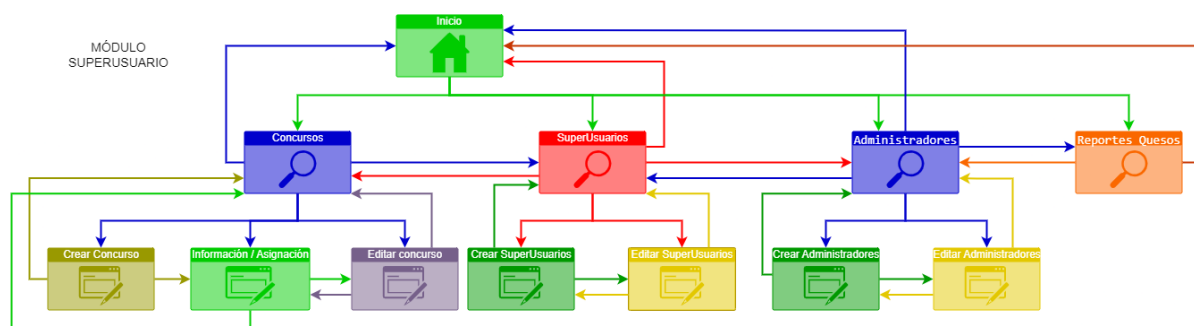 Inicio
MÓDULO
SUPERUSUARIO
Concursos
SuperUsuarios
Administradores
Reportes Quesos
Crear Concurso
Información / Asignación
Editar concurso
Crear SuperUsuarios
Editar SuperUsuarios
Crear Administradores
Editar Administradores